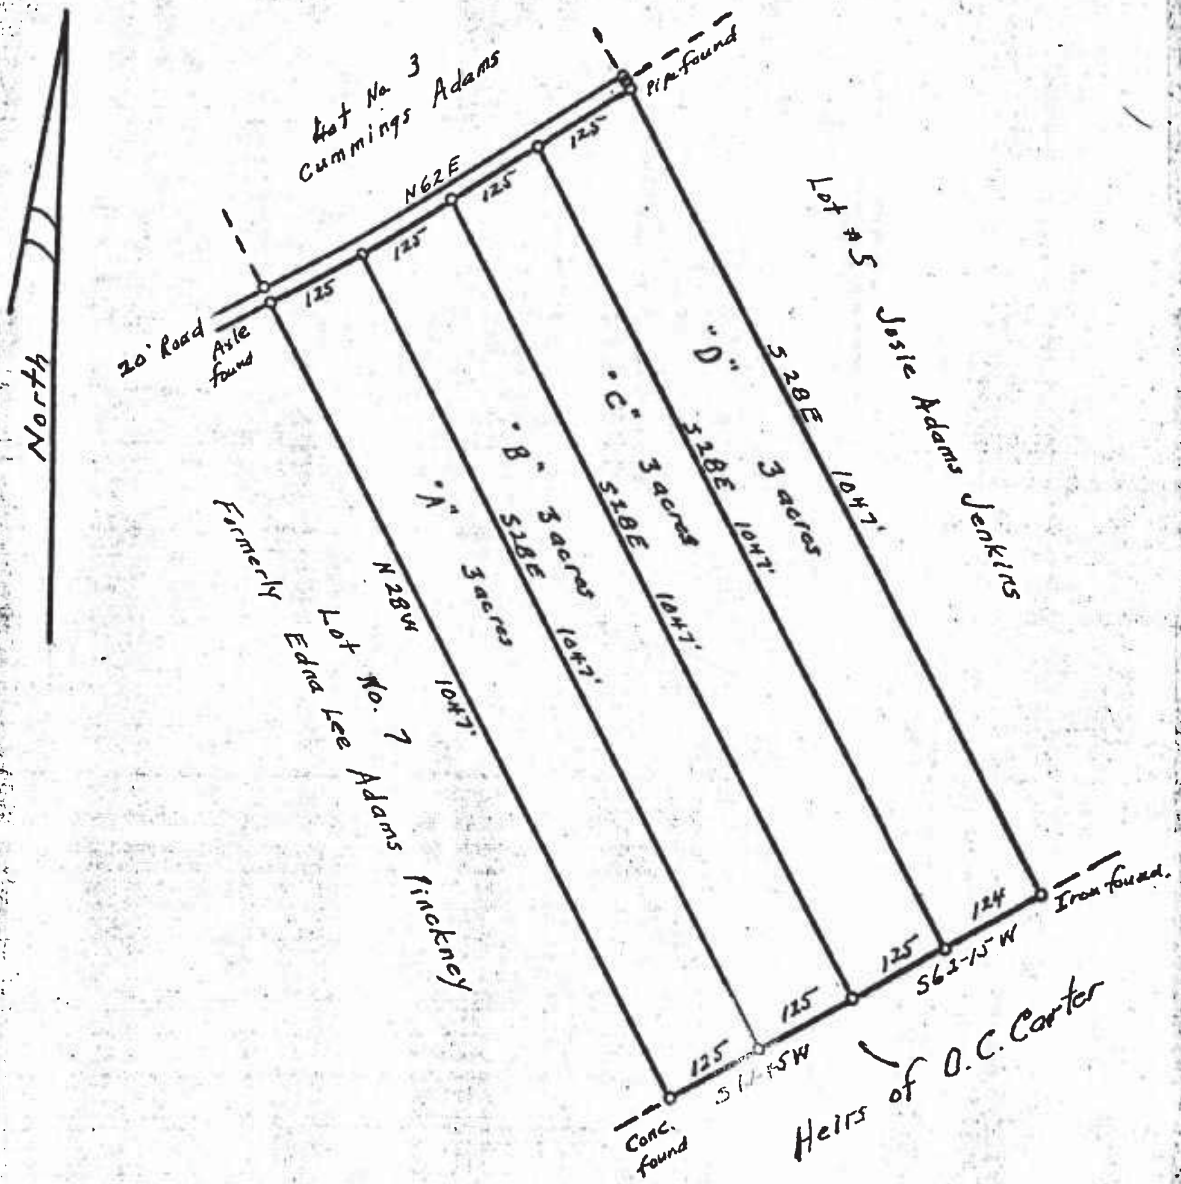 Lot No 3
Cummings Adams
Pipe found
N62E
125
125
125
125
20' Road
Axle
found
North
Lot #5 Josie Adams Jenkins
"D"
3 acres
S 28E 1047'
"C"
3 acres
S28E 1047'
"B"
3 acres
S28E 1047'
"A"
3 acres
S28E 1047'
N 28W 1047'
Formerly
Lot No. 7
Edna Lee Adams Pinckney
124
Iron found.
125
S62-15 W
125
125
Conc.
found
Heirs of O.C. Carter